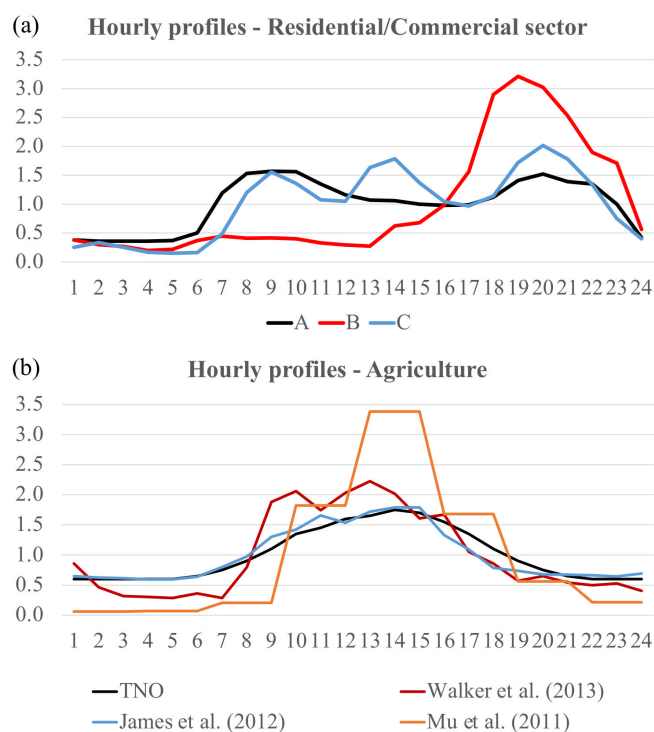 (a)
Hourly profiles - Residential/Commercial sector
3.5
3.0
2.5
2.0
1.5
1.0
0.5
0.0
1 2 3 4 5 6 7 8 9 10 11 12 13 14 15 16 17 18 19 20 21 22 23 24
A B C
(b)
Hourly profiles - Agriculture
3.5
3.0
2.5
2.0
1.5
1.0
0.5
0.0
1 2 3 4 5 6 7 8 9 10 11 12 13 14 15 16 17 18 19 20 21 22 23 24
TNO Walker et al. (2013)
James et al. (2012) Mu et al. (2011)